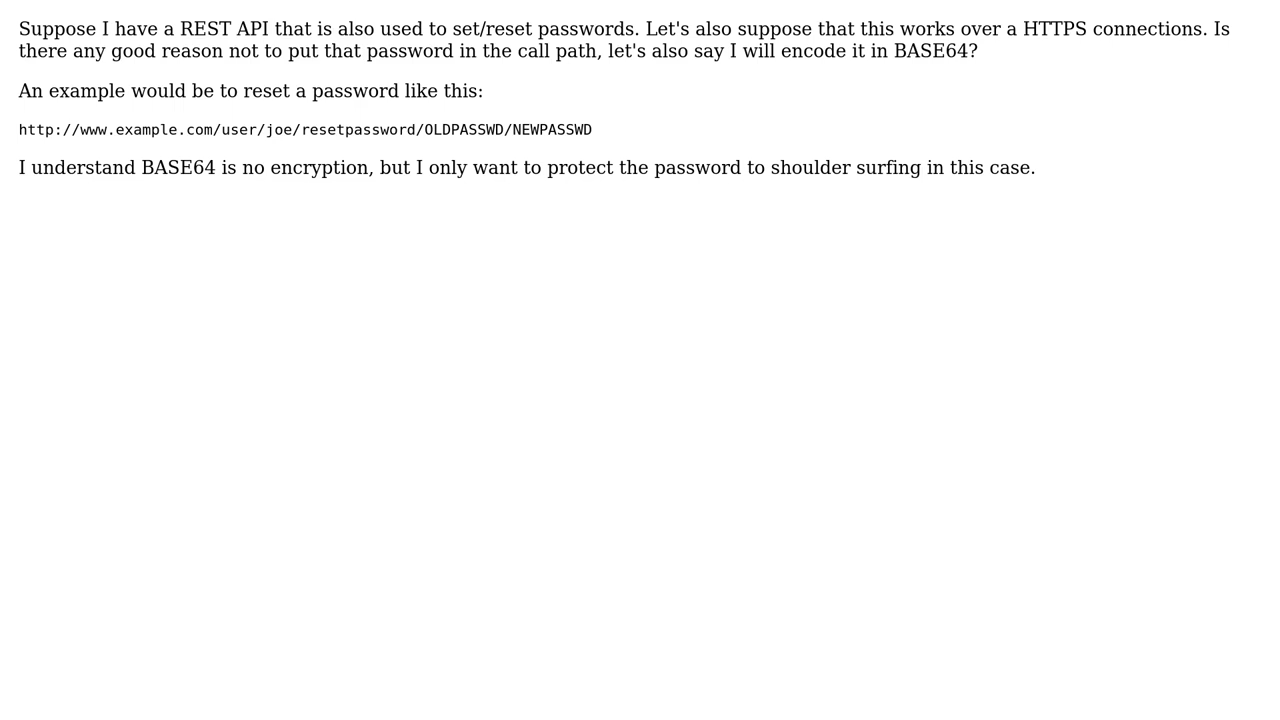 Suppose I have a REST API that is also used to set/reset passwords. Let's also suppose that this works over a HTTPS connections. Is
there any good reason not to put that password in the call path, let's also say I will encode it in BASE64?
An example would be to reset a password like this:
http://www.example.com/user/joe/resetpassword/OLDPASSWD/NEWPASSWD
I understand BASE64 is no encryption, but I only want to protect the password to shoulder surfing in this case.